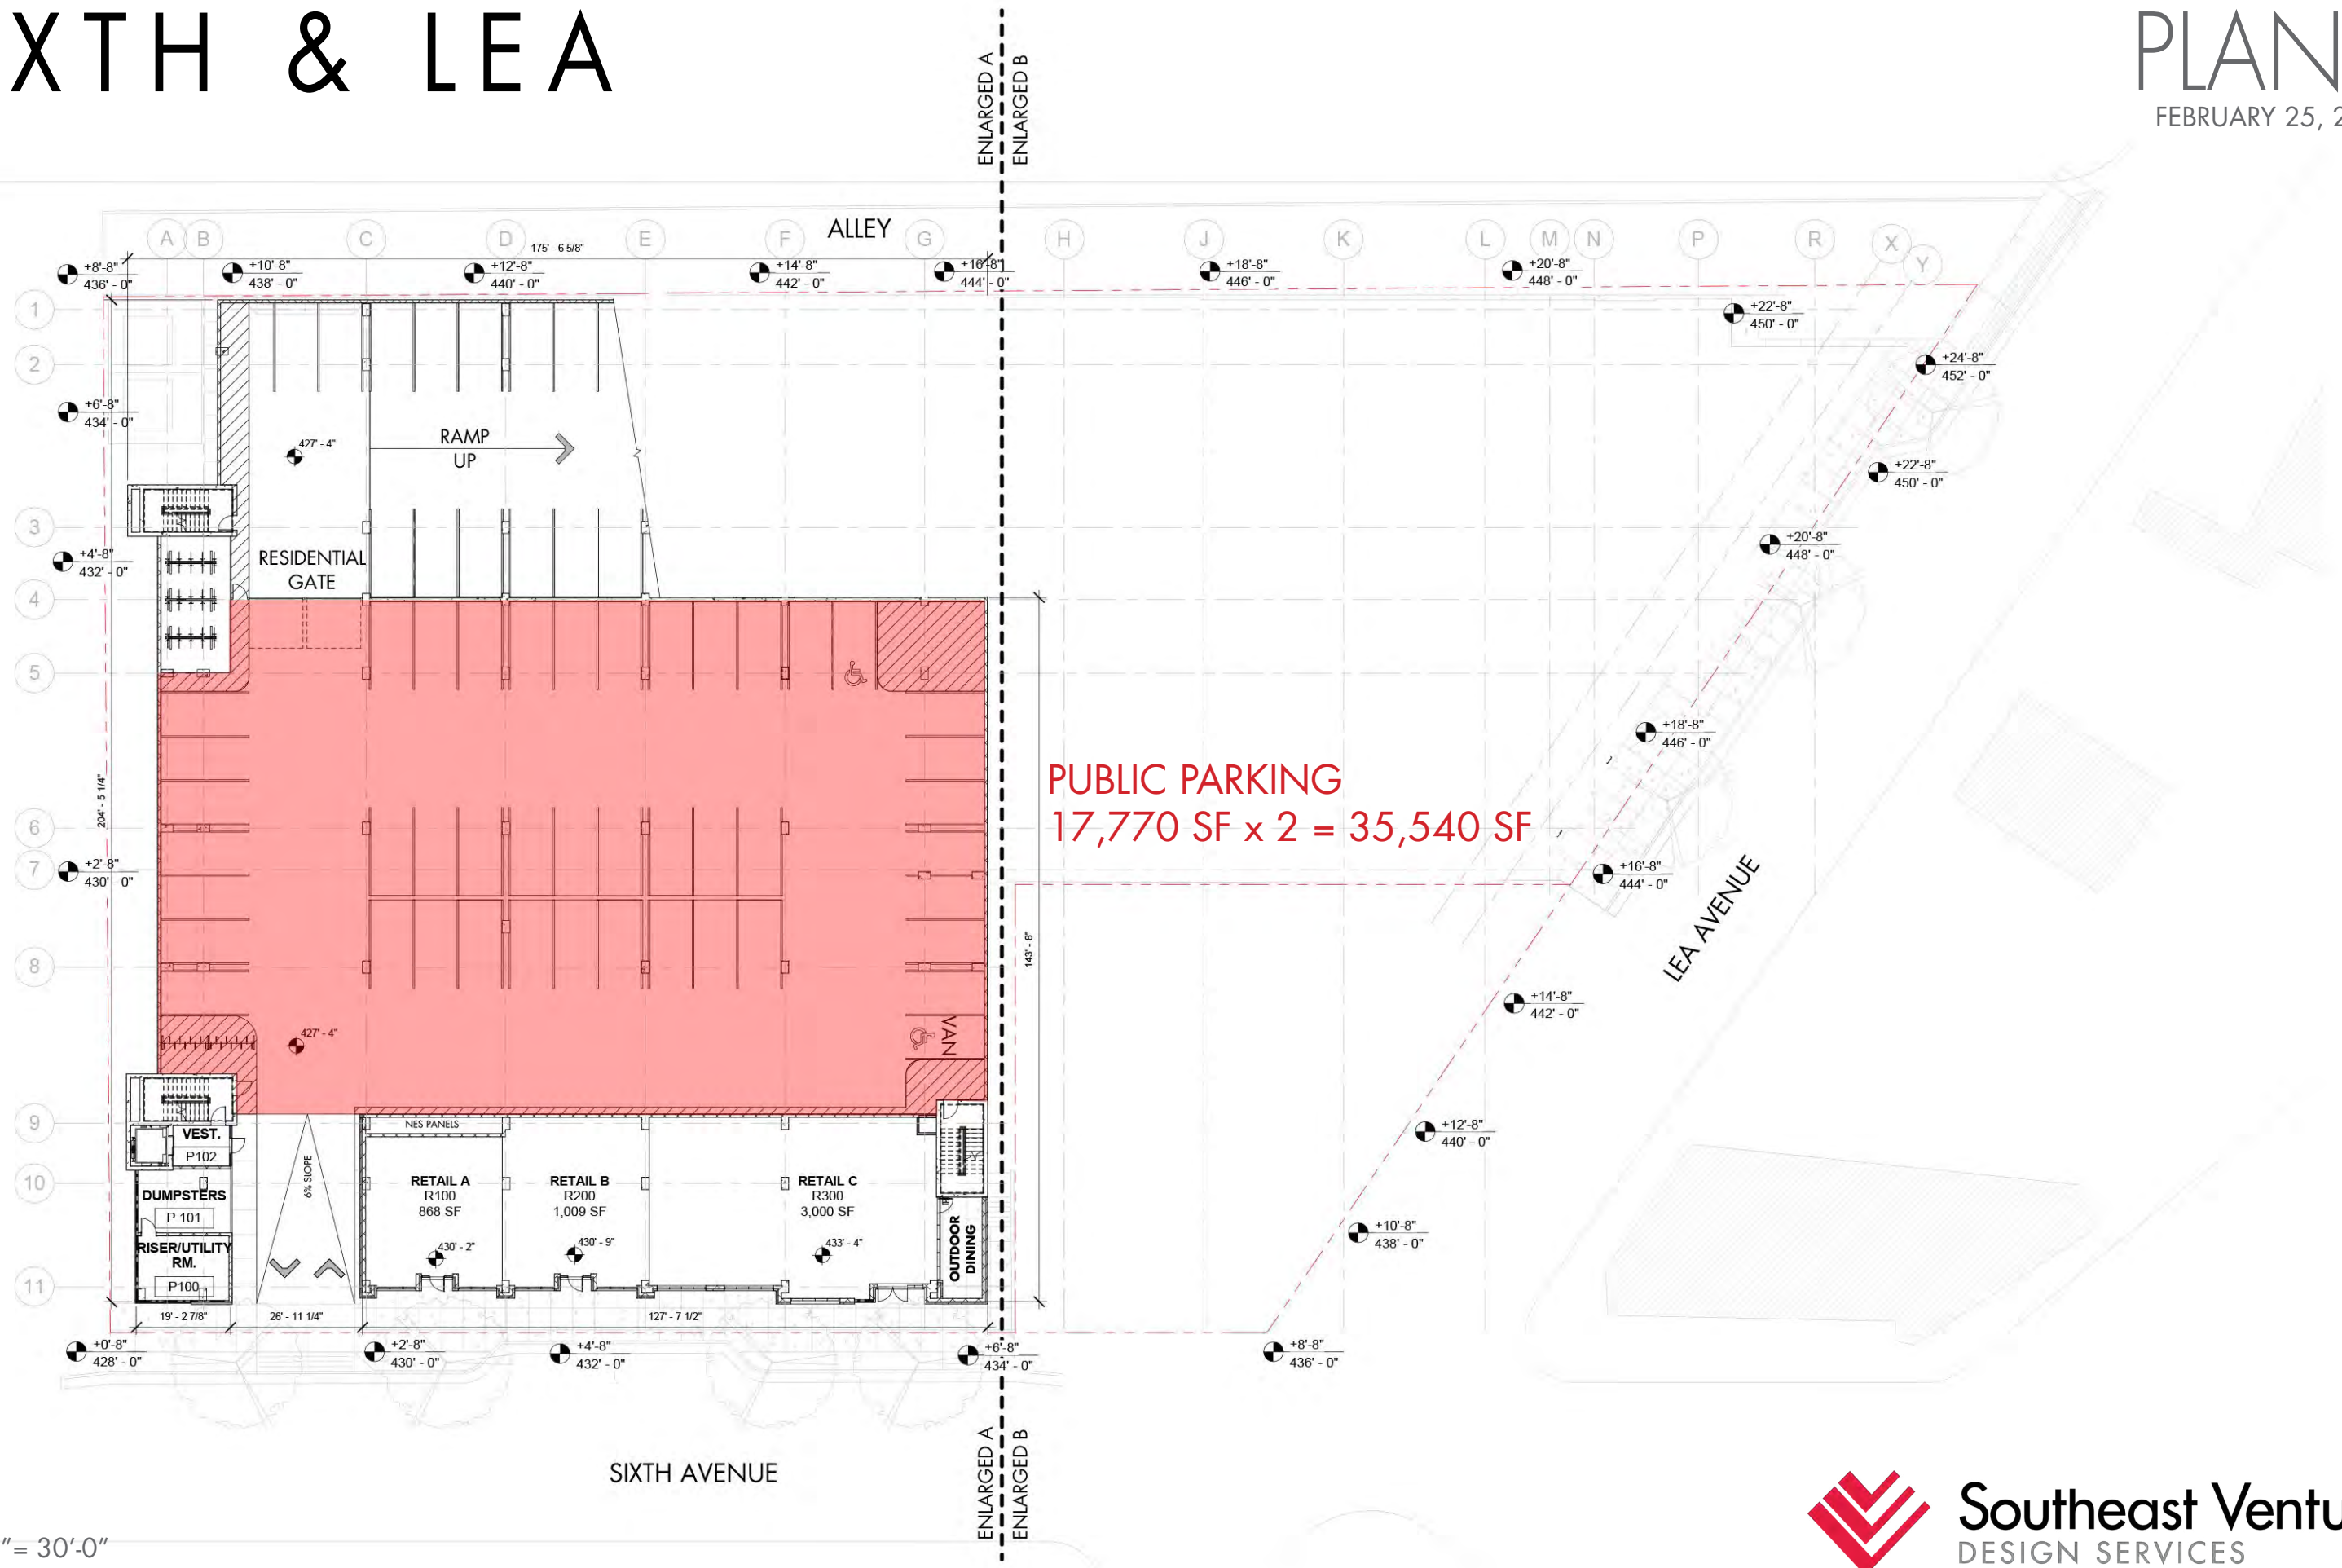 XTH & LEA
PLAN
FEBRUARY 25, 2
ENLARGED A
ENLARGED B
ALLEY
A B C D E F G H J K L M N P R X Y
175' - 6 5/8"
+8'-8"
436' - 0"
+10'-8"
438' - 0"
+12'-8"
440' - 0"
+14'-8"
442' - 0"
+16'-8"
444' - 0"
+18'-8"
446' - 0"
+20'-8"
448' - 0"
+22'-8"
450' - 0"
+24'-8"
452' - 0"
+22'-8"
450' - 0"
+20'-8"
448' - 0"
+18'-8"
446' - 0"
+16'-8"
444' - 0"
+14'-8"
442' - 0"
+12'-8"
440' - 0"
+10'-8"
438' - 0"
+8'-8"
436' - 0"
1
2
3
4
5
6
7
8
9
10
11
+6'-8"
434' - 0"
+4'-8"
432' - 0"
+2'-8"
430' - 0"
204' - 5 1/4"
427' - 4"
RAMP
UP
RESIDENTIAL
GATE
PUBLIC PARKING
17,770 SF x 2 = 35,540 SF
143' - 8"
LEA AVENUE
VAN
427' - 4"
VEST.
P102
DUMPSTERS
P 101
RISER/UTILITY
RM.
P100
6% SLOPE
NES PANELS
RETAIL A
R100
868 SF
430' - 2"
RETAIL B
R200
1,009 SF
430' - 9"
RETAIL C
R300
3,000 SF
433' - 4"
OUTDOOR
DINING
19' - 2 7/8"
26' - 11 1/4"
127' - 7 1/2"
+0'-8"
428' - 0"
+2'-8"
430' - 0"
+4'-8"
432' - 0"
+6'-8"
434' - 0"
SIXTH AVENUE
ENLARGED A
ENLARGED B
"= 30'-0"
Southeast Ventu
DESIGN SERVICES